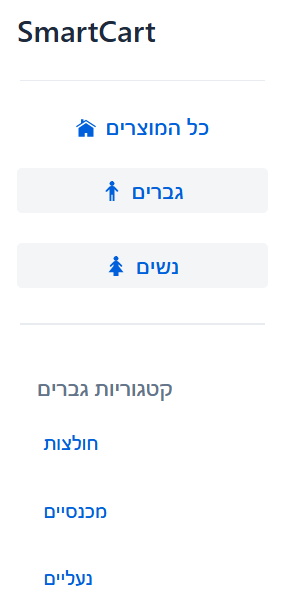 SmartCart
כל המוצרים
גברים
נשים
קטגוריות גברים
חולצות
מכנסיים
נעליים